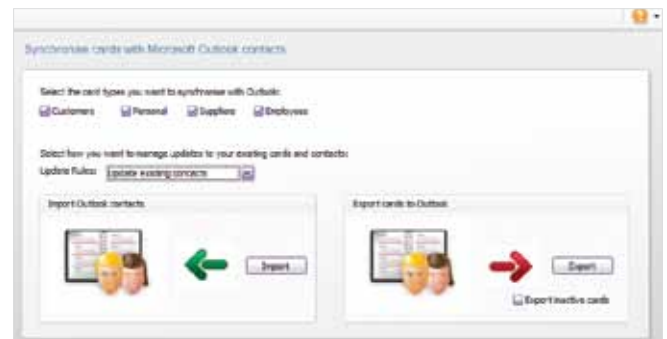 Synchronise cards with Microsoft Outlook contacts
Select the card types you want to synchronise with Outlook:
Customers Personal Suppliers Employees
Select how you want to manage updates to your existing cards and contacts:
Update Rules: Update existing contacts
Import Outlook contacts Export cards to Outlook
Import Export
Export inactive cards